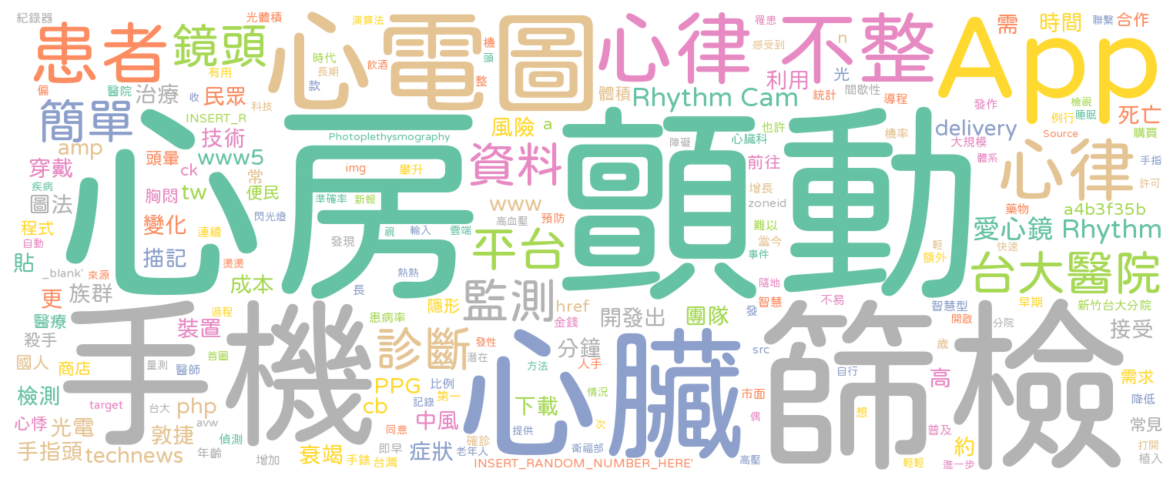 紀錄器
光體積
演算法
機
罹患
n
需
時間
聯繫
合作
患者
鏡頭
心電圖
心律不整
App
時代
長期
飲酒
頭
款
整
感受到
利用
光
間歇性
偏
有用
醫院
治療
收
民眾
科技
體積
Rhythm Cam
統計
導程
發作
檢視
睡眠
死亡
簡單
INSERT_R
技術
Photoplethysmography
風險
a
障礙
心臟科
也許
機率
delivery
例行
Source
購買
大規模
amp
頭暈
www5
img
攀升
資料
前往
體系
心律
手指
穿戴
ck
常
疾病
胸悶
tw
便民
準確率
新報
www
高血壓
預防
增長
zoneid
藥物
許可
圖法
心房顫動
a4b3f35b
程式
自動
變化
連續
閃光燈
發現
視
輸入
雲端
平台
難以
當今
事件
輕
額外
快速
愛心鏡 Rhythm
貼
描記
燙燙
熱熱
長
隨地
智慧
台大醫院
_blank'
來源
更
族群
成本
隱形
監測
href
金錢
開發出
團隊
發
不易
智慧型
開啟
早期
新竹台大分院
分院
醫療
殺手
裝置
過程
患病率
診斷
發性
潛在
分鐘
人手
接受
國人
商店
量測
醫師
首圖
手機
心臟
篩檢
方法
src
自行
歲
高
需求
降低
檢測
target
台大
php
PPG
比例
第一
cb
記錄
情況
市面
偶
想
普及
常見
心悸
光電
avw
敦捷
偵測
同意
中風
下載
次
提供
衛福部
輕輕
約
打開
植入
手指頭
technews
年齡
增加
確診
衰竭
即早
手錶
台灣
症狀
老年人
INSERT_RANDOM_NUMBER_HERE'
高壓
進一步